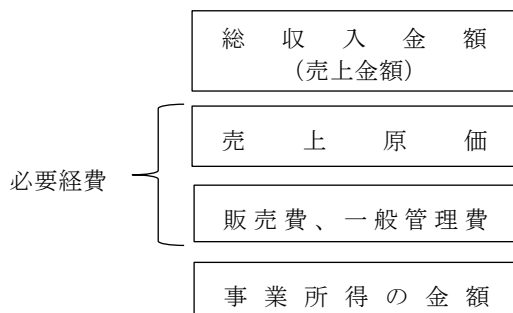 総収入金額
(売上金額)
売上原価
必要経費
販売費、一般管理費
事業所得の金額